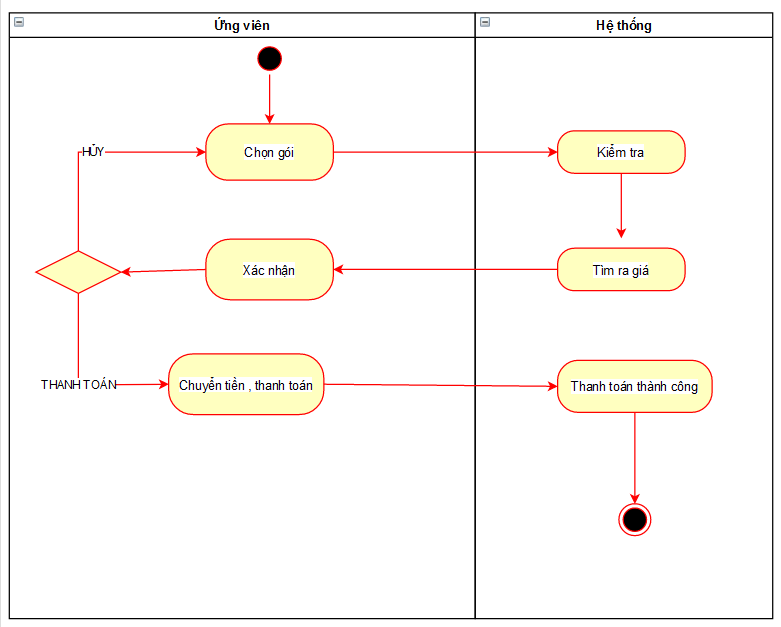 Ứng viên
Hệ thống
HỦY
Chọn gói
Kiểm tra
Xác nhận
Tìm ra giá
THANH TOÁN
Chuyển tiền , thanh toán
Thanh toán thành công